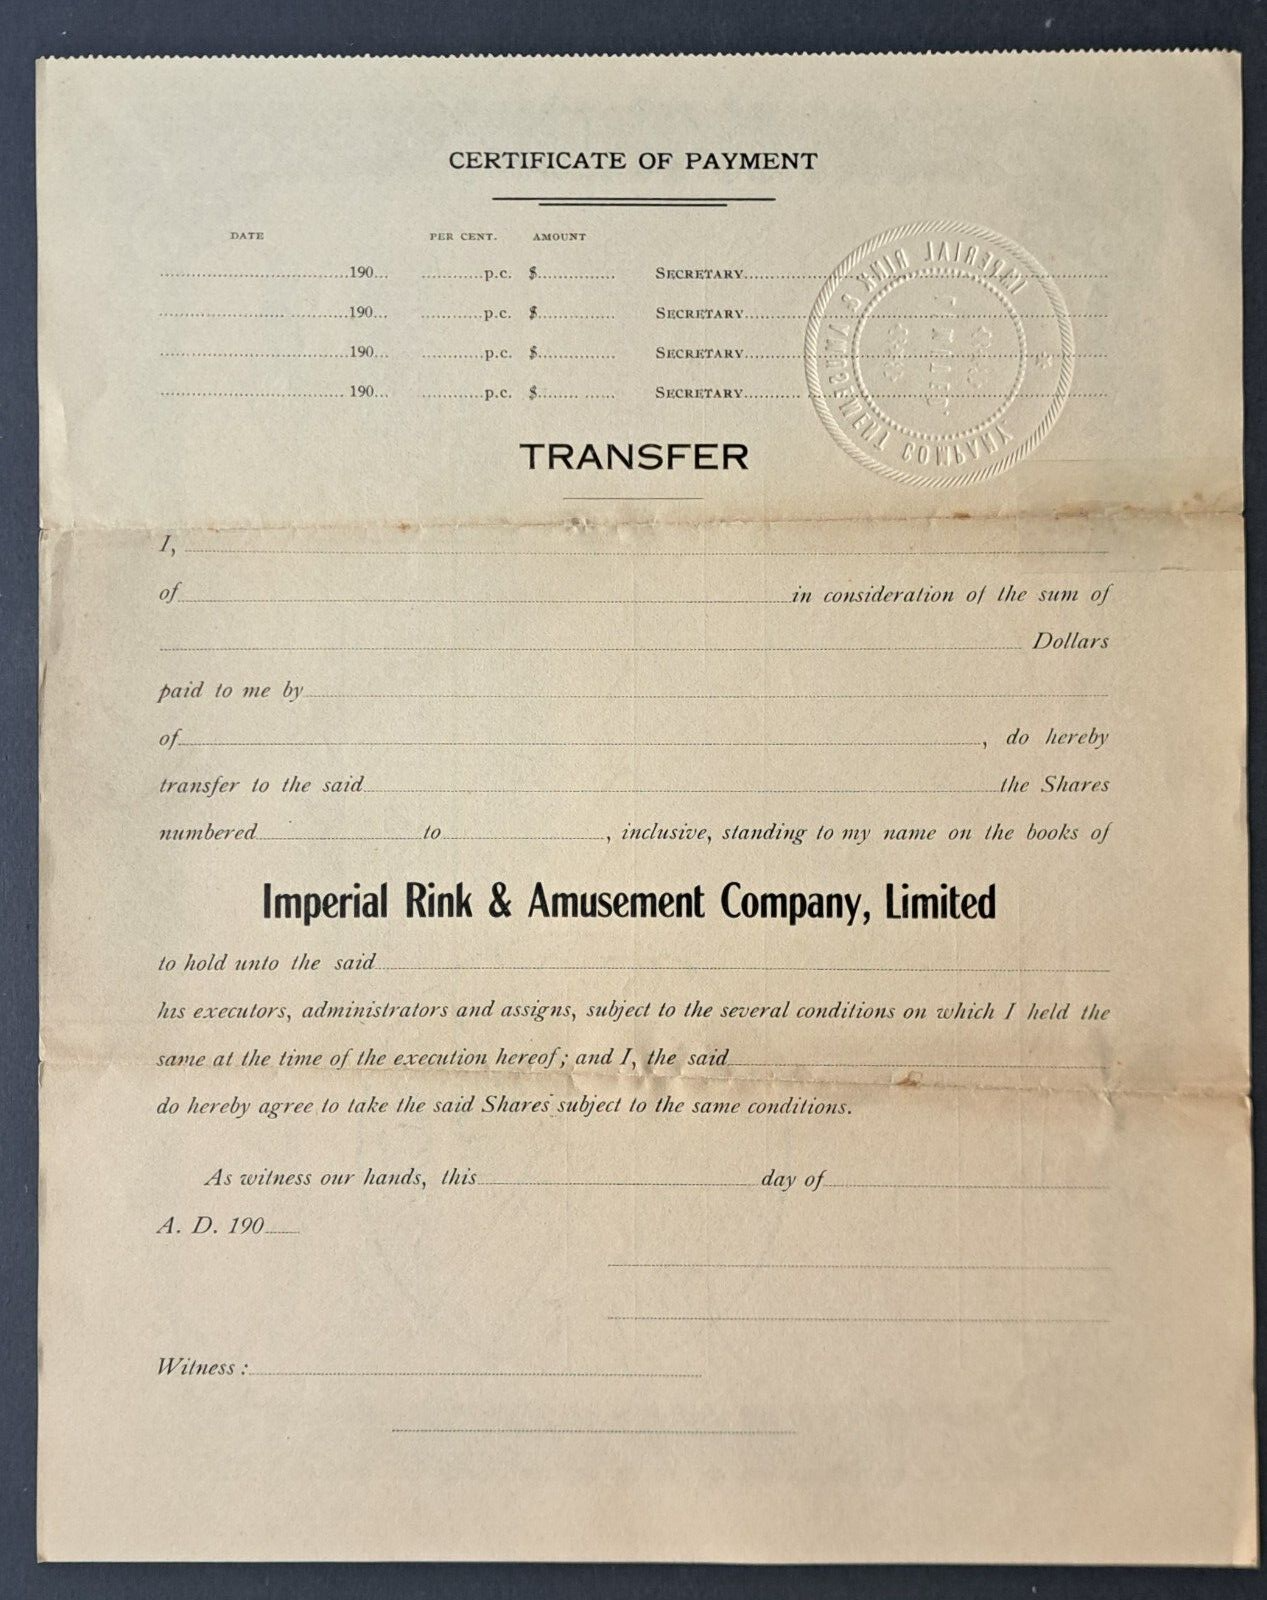 CERTIFICATE OF PAYMENT
DATE PER CENT. AMOUNT
190 p.c. $ SECRETARY
190 p.c. $ SECRETARY
190 p.c. $ SECRETARY
190 p.c. $ SECRETARY
IMPERIAL RINK & AMUSEMENT COMPANY
TRANSFER
I,
of in consideration of the sum of
Dollars
paid to me by
of , do hereby
transfer to the said the Shares
numbered to , inclusive, standing to my name on the books of
Imperial Rink & Amusement Company, Limited
to hold unto the said
his executors, administrators and assigns, subject to the several conditions on which I held the
same at the time of the execution hereof; and I, the said
do hereby agree to take the said Shares subject to the same conditions.
As witness our hands, this day of
A. D. 190
Witness :